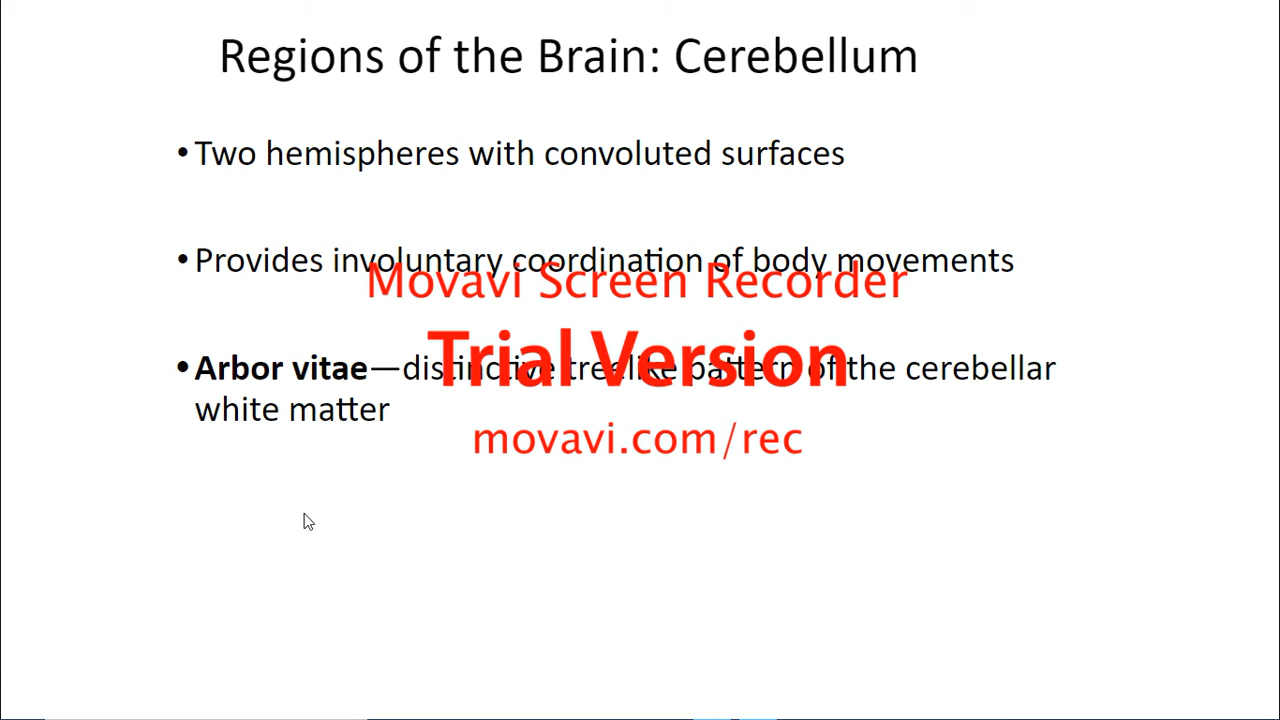 Regions of the Brain: Cerebellum
•Two hemispheres with convoluted surfaces
•Provides involuntary coordination of body movements
Movavi Screen Recorder
Trial Version
•Arbor vitae—distinctive treelike pattern of the cerebellar
white matter
movavi.com/rec